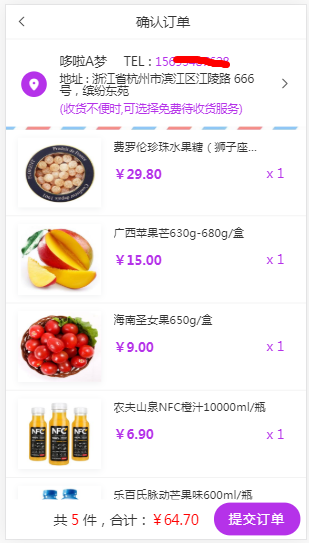 确认订单
哆啦A梦 TEL :
地址 : 浙江省杭州市滨江区江陵路 666
号，缤纷东苑
(收货不便时,可选择免费待收货服务)
费罗伦珍珠水果糖（狮子座...
￥29.80
x 1
广西苹果芒630g-680g/盒
￥15.00
x 1
海南圣女果650g/盒
￥9.00
x 1
农夫山泉NFC橙汁10000ml/瓶
￥6.90
x 1
NFC
NFC
NFC
乐百氏脉动芒果味600ml/瓶
共 5 件，合计：￥64.70
提交订单